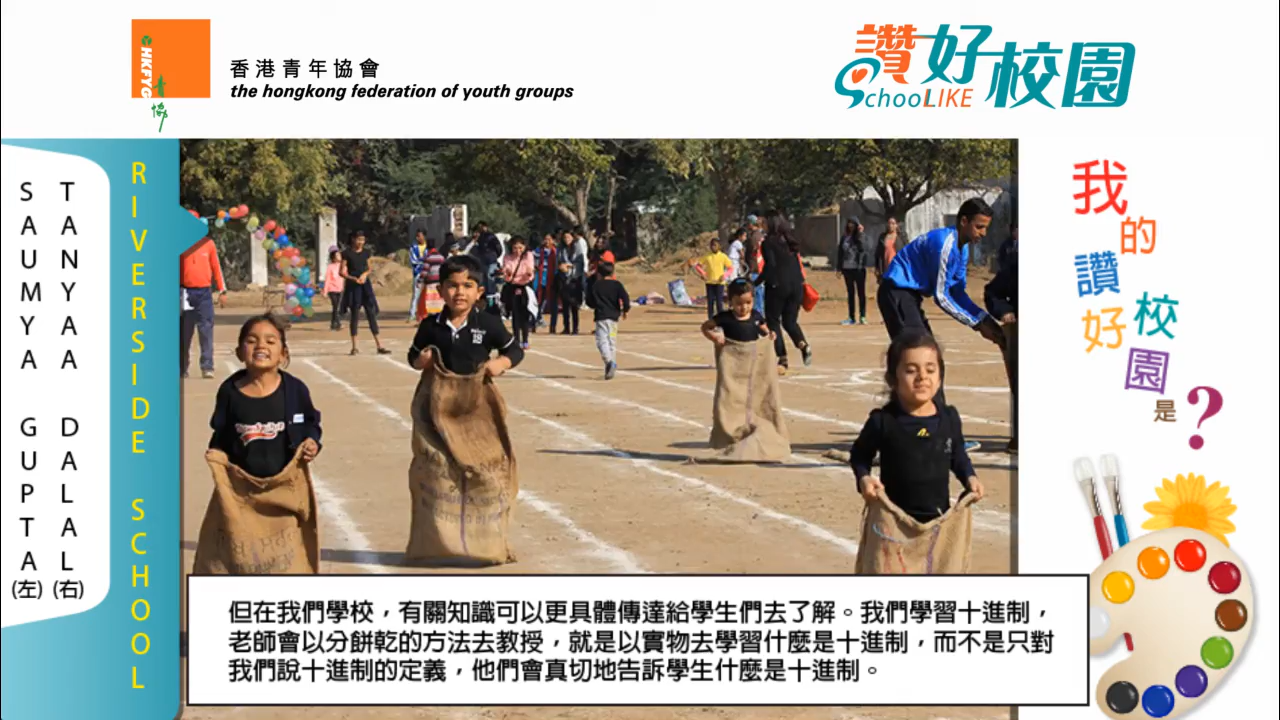 HKFYG
青協
香港青年協會
the hongkong federation of youth groups
讚好校園
SchooLIKE
SAUMYA GUPTA
(左)
TANYAA DALAL
(右)
RIVERSIDE SCHOOL
我的讚好校園是?
18
但在我們學校，有關知識可以更具體傳達給學生們去了解。我們學習十進制，
老師會以分餅乾的方法去教授，就是以實物去學習什麼是十進制，而不是只對
我們說十進制的定義，他們會真切地告訴學生什麼是十進制。